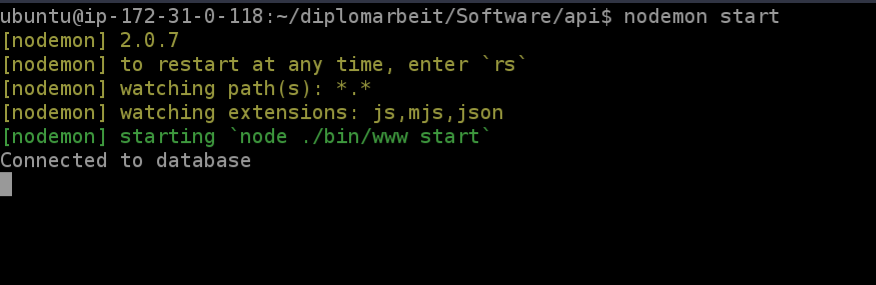 ubuntu@ip-172-31-0-118:~/diplomarbeit/Software/api$ nodemon start
[nodemon] 2.0.7
[nodemon] to restart at any time, enter `rs`
[nodemon] watching path(s): *.*
[nodemon] watching extensions: js,mjs,json
[nodemon] starting `node ./bin/www start`
Connected to database